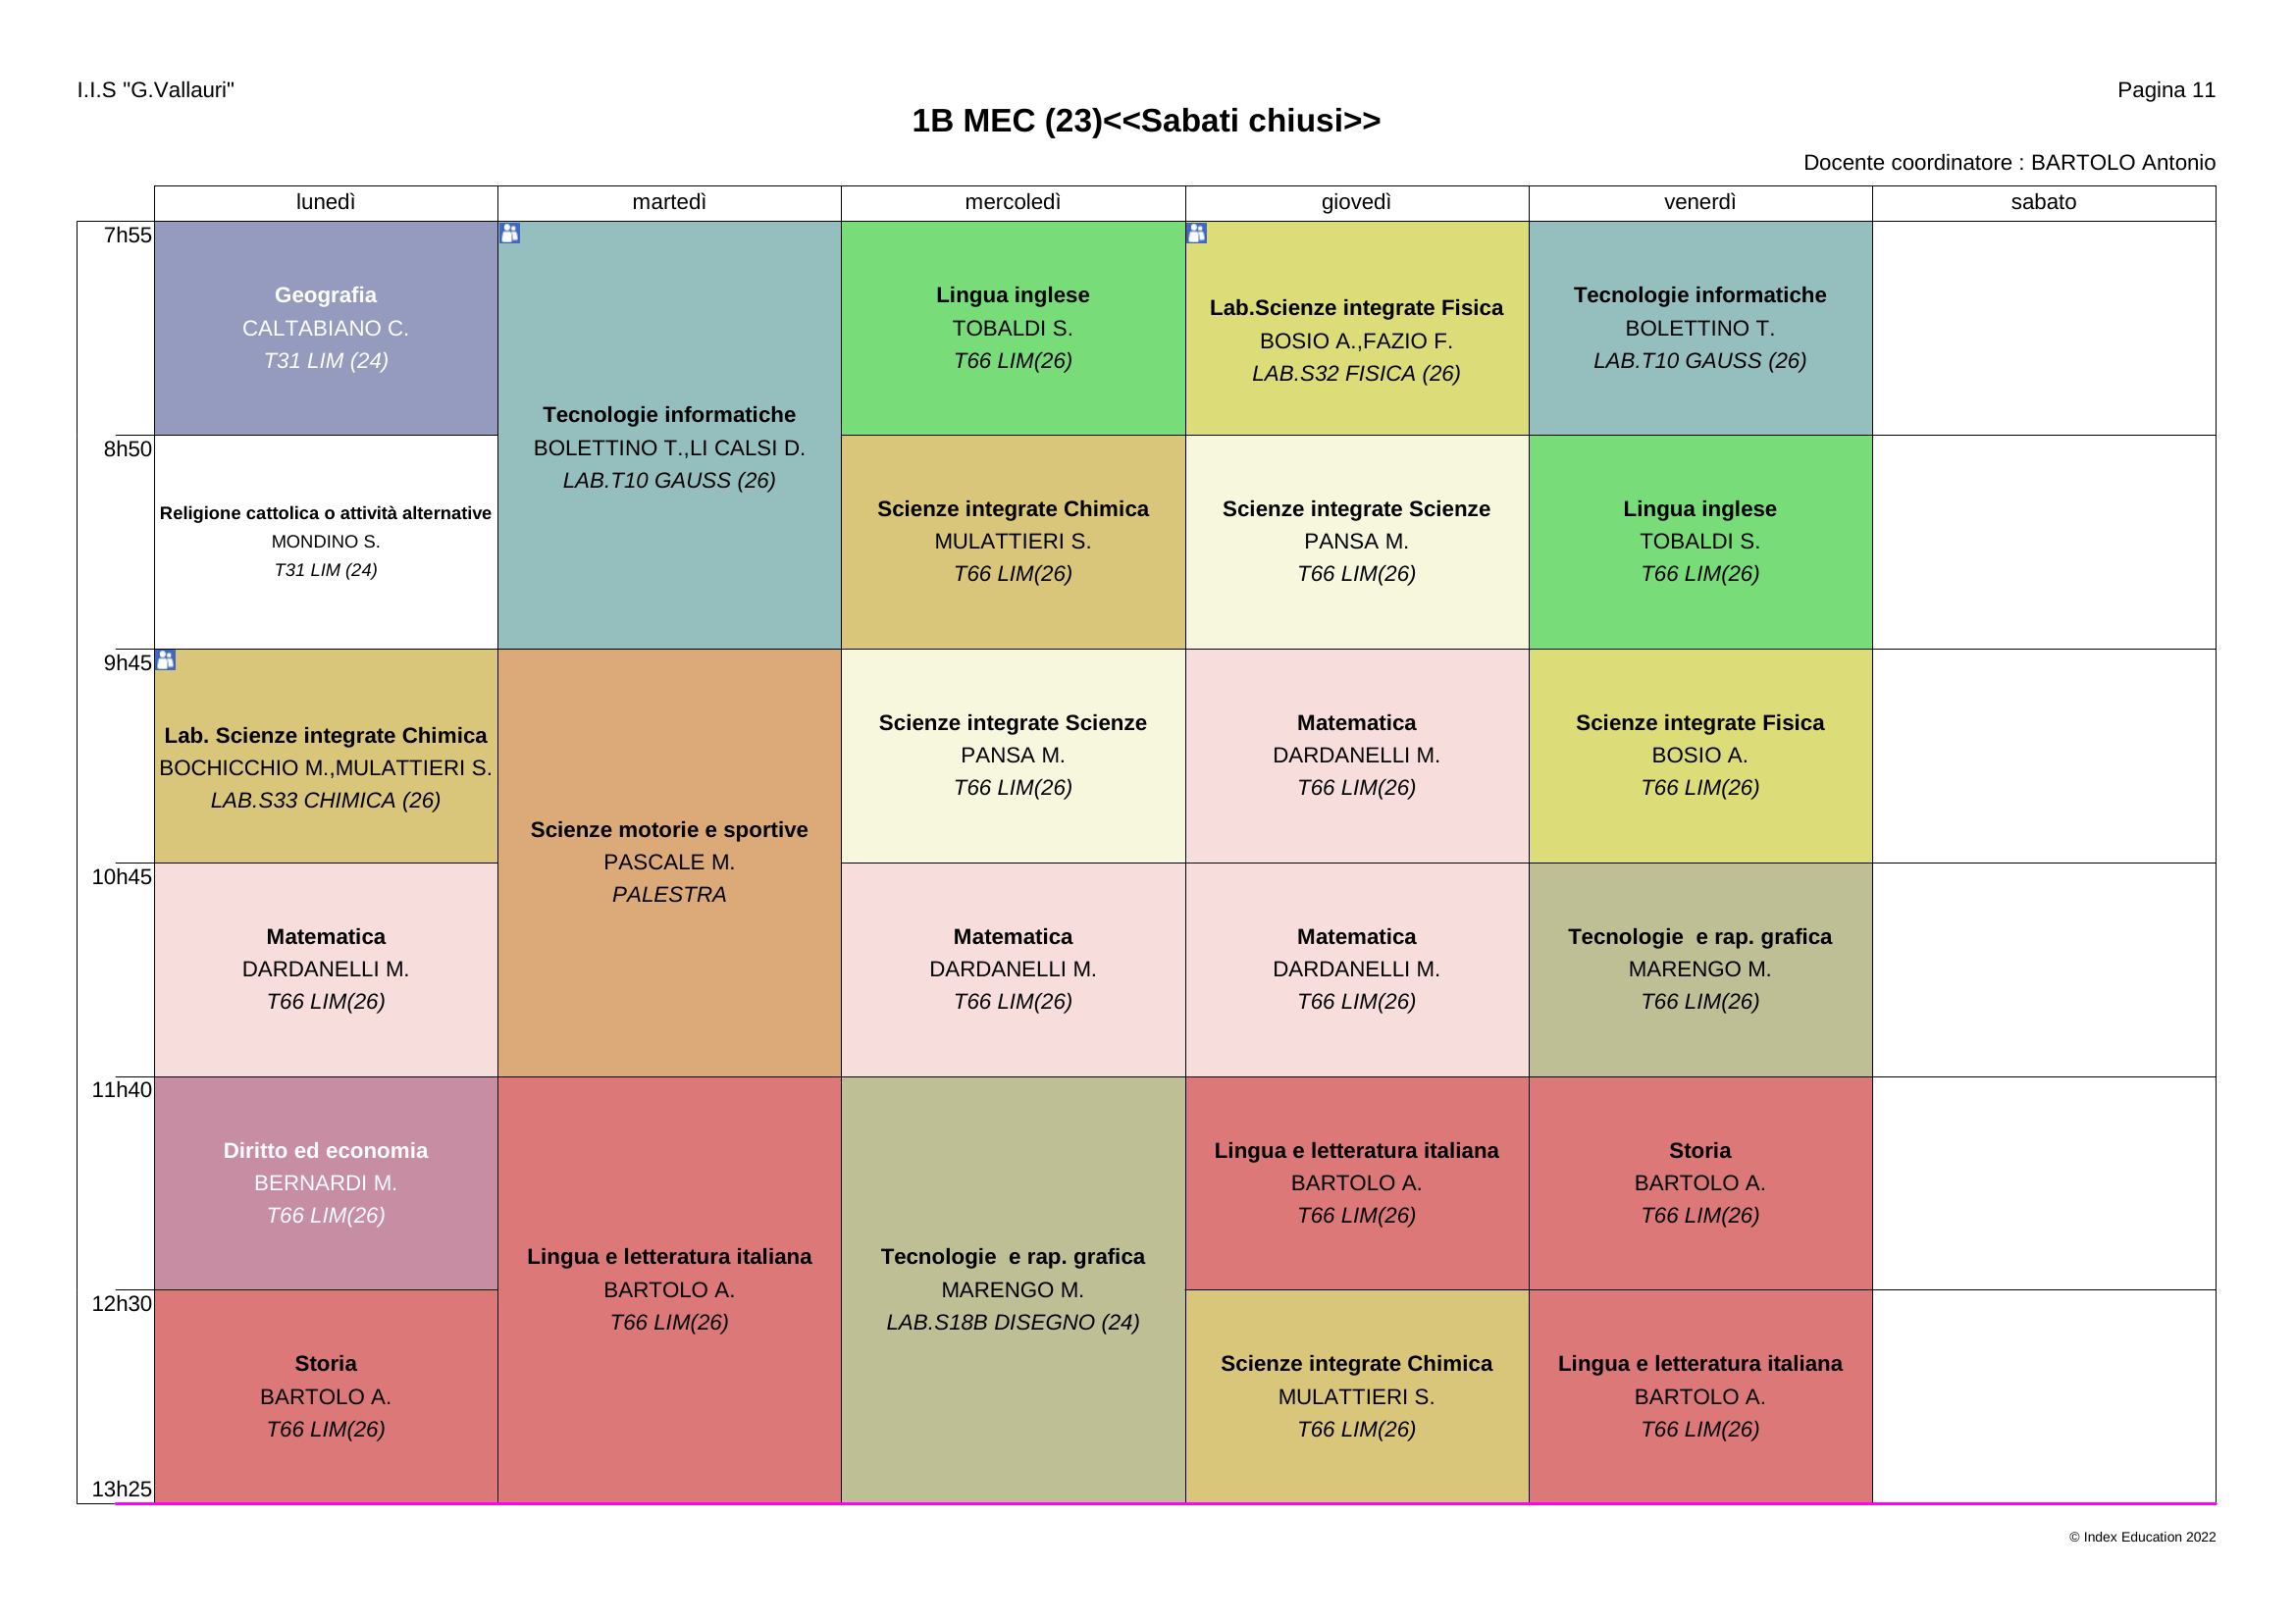 I.I.S "G.Vallauri"
Pagina 11
1B MEC (23)<<Sabati chiusi>>
Docente coordinatore : BARTOLO Antonio
lunedì
martedì
mercoledì
giovedì
venerdì
sabato
7h55
Geografia
CALTABIANO C.
T31 LIM (24)
Tecnologie informatiche
BOLETTINO T.,LI CALSI D.
LAB.T10 GAUSS (26)
Lingua inglese
TOBALDI S.
T66 LIM(26)
Lab.Scienze integrate Fisica
BOSIO A.,FAZIO F.
LAB.S32 FISICA (26)
Tecnologie informatiche
BOLETTINO T.
LAB.T10 GAUSS (26)
8h50
Religione cattolica o attività alternative
MONDINO S.
T31 LIM (24)
Scienze integrate Chimica
MULATTIERI S.
T66 LIM(26)
Scienze integrate Scienze
PANSA M.
T66 LIM(26)
Lingua inglese
TOBALDI S.
T66 LIM(26)
9h45
Lab. Scienze integrate Chimica
BOCHICCHIO M.,MULATTIERI S.
LAB.S33 CHIMICA (26)
Scienze motorie e sportive
PASCALE M.
PALESTRA
Scienze integrate Scienze
PANSA M.
T66 LIM(26)
Matematica
DARDANELLI M.
T66 LIM(26)
Scienze integrate Fisica
BOSIO A.
T66 LIM(26)
10h45
Matematica
DARDANELLI M.
T66 LIM(26)
Matematica
DARDANELLI M.
T66 LIM(26)
Matematica
DARDANELLI M.
T66 LIM(26)
Tecnologie  e rap. grafica
MARENGO M.
T66 LIM(26)
11h40
Diritto ed economia
BERNARDI M.
T66 LIM(26)
Lingua e letteratura italiana
BARTOLO A.
T66 LIM(26)
Tecnologie  e rap. grafica
MARENGO M.
LAB.S18B DISEGNO (24)
Lingua e letteratura italiana
BARTOLO A.
T66 LIM(26)
Storia
BARTOLO A.
T66 LIM(26)
12h30
Storia
BARTOLO A.
T66 LIM(26)
Scienze integrate Chimica
MULATTIERI S.
T66 LIM(26)
Lingua e letteratura italiana
BARTOLO A.
T66 LIM(26)
13h25
© Index Education 2022